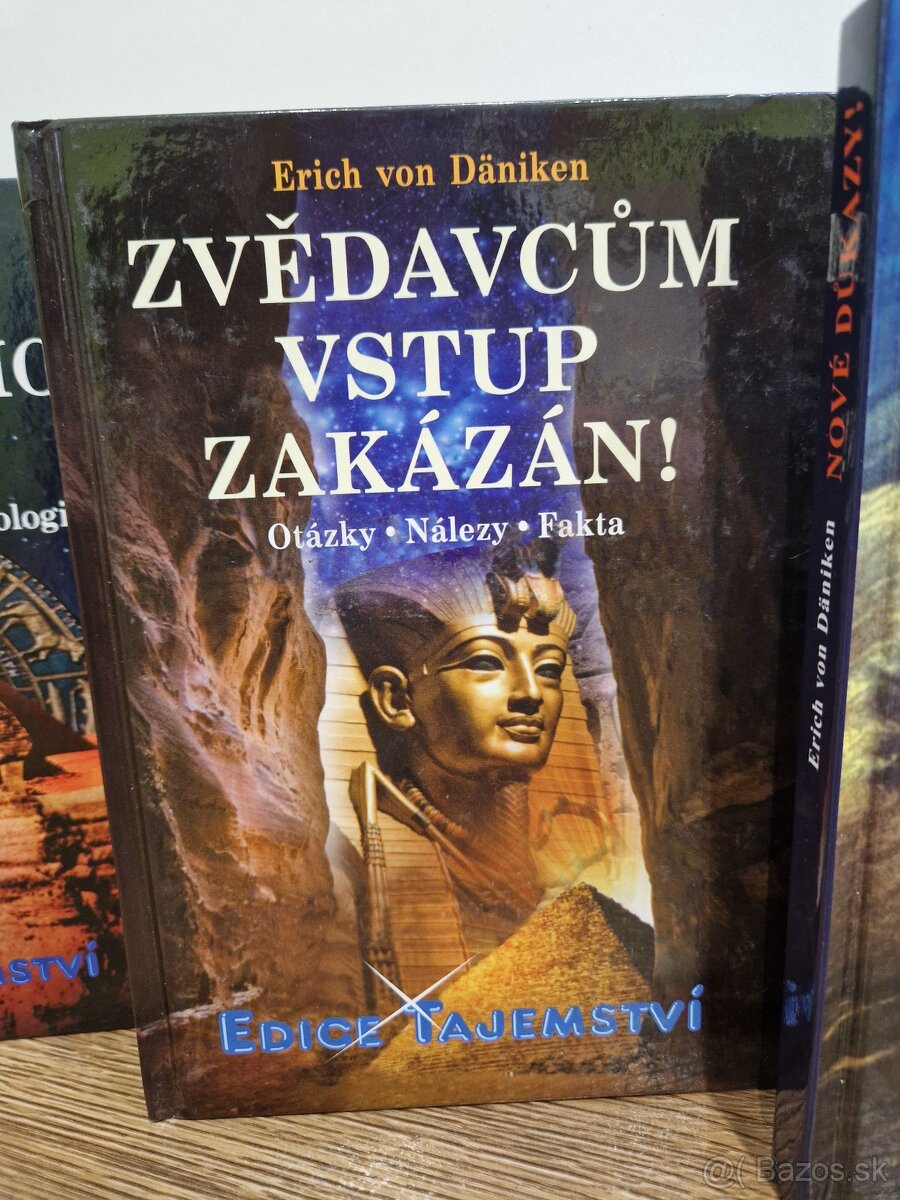 Erich von Däniken
ZVĚDAVCŮM
VSTUP
ZAKÁZÁN!
Otázky • Nálezy • Fakta
EDICE TAJEMSTVÍ
Erich von Däniken NOVÉ DŮKAZY!
@( Bazos.sk